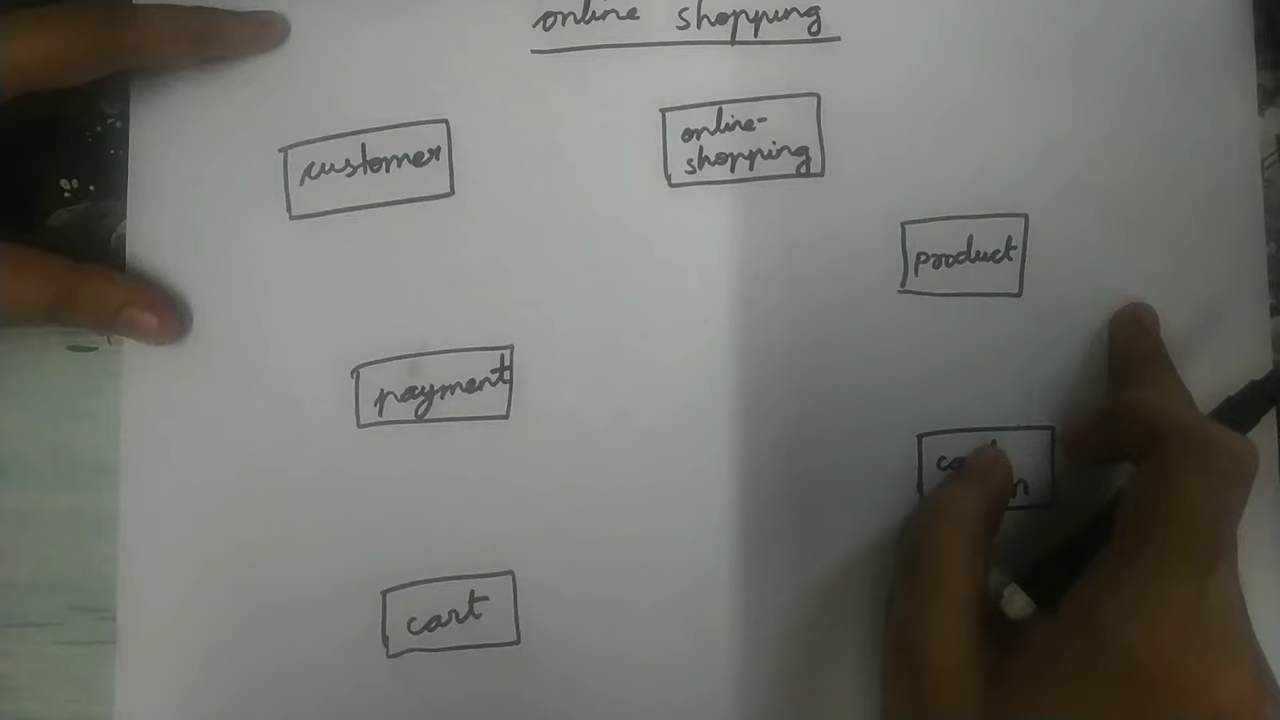 online shopping
customer
online-
shopping
product
payment
cart